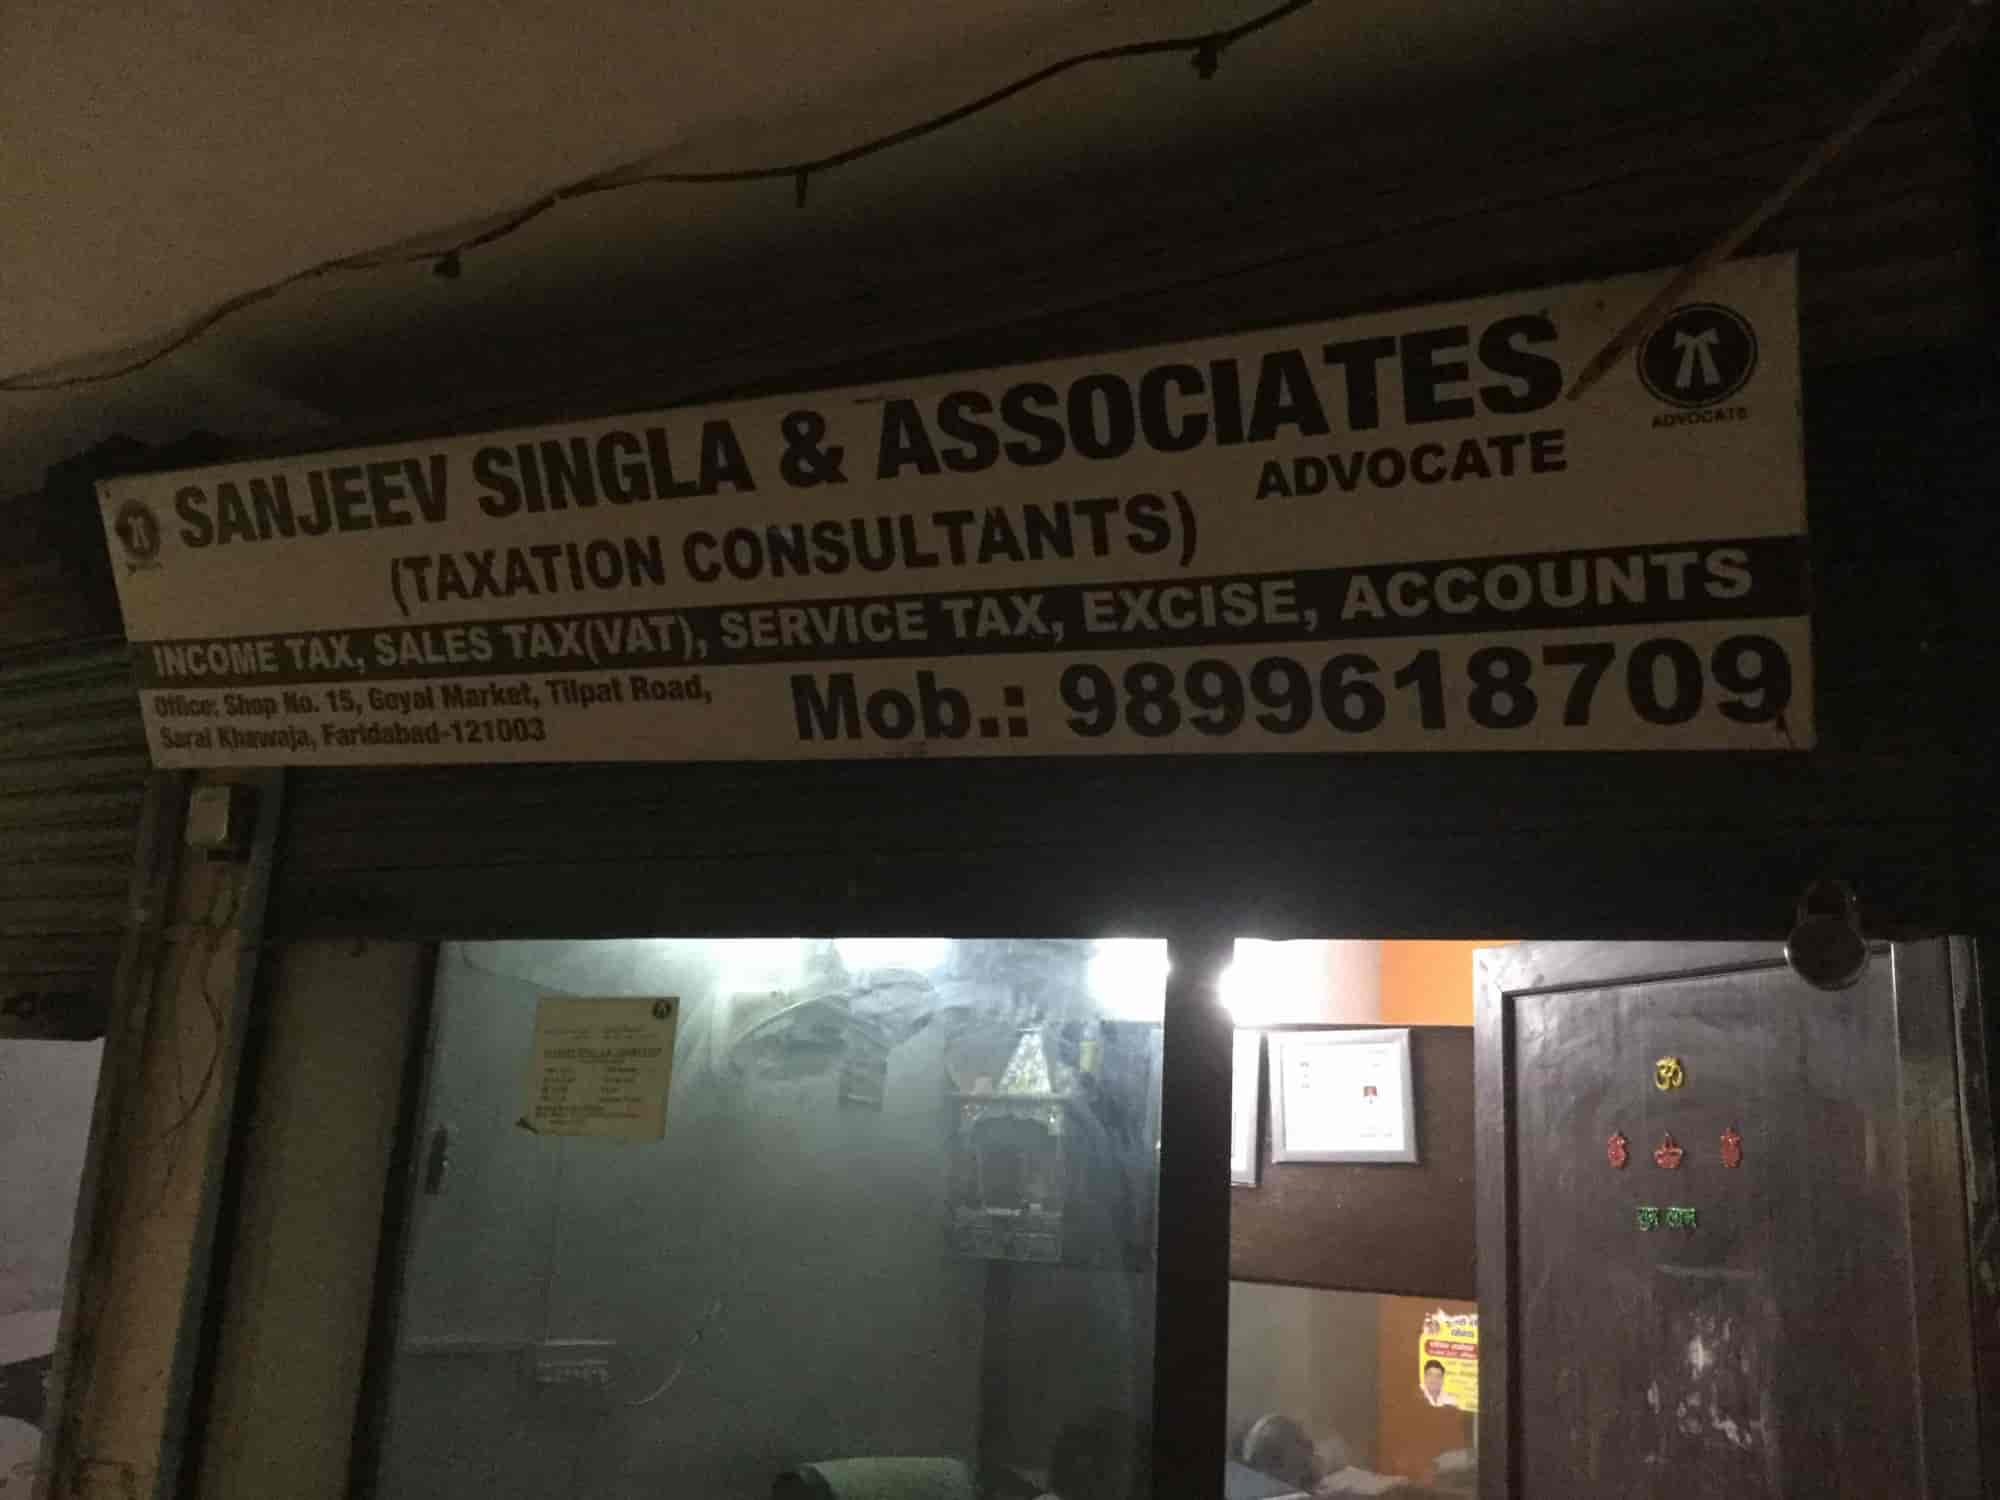 SANJEEV SINGLA & ASSOCIATES
ADVOCATE
ADVOCATE
(TAXATION CONSULTANTS)
INCOME TAX, SALES TAX(VAT), SERVICE TAX, EXCISE, ACCOUNTS
Office: Shop No. 15, Goyal Market, Tilpat Road,
Sarai Khawaja, Faridabad-121003
Mob.: 9899618709
ॐ
शुभ लाभ